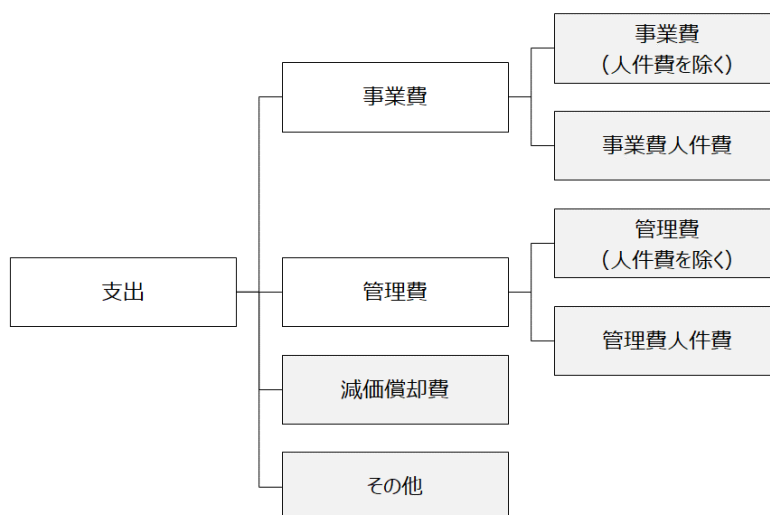 支出
事業費
事業費
（人件費を除く）
事業費人件費
管理費
管理費
（人件費を除く）
管理費人件費
減価償却費
その他